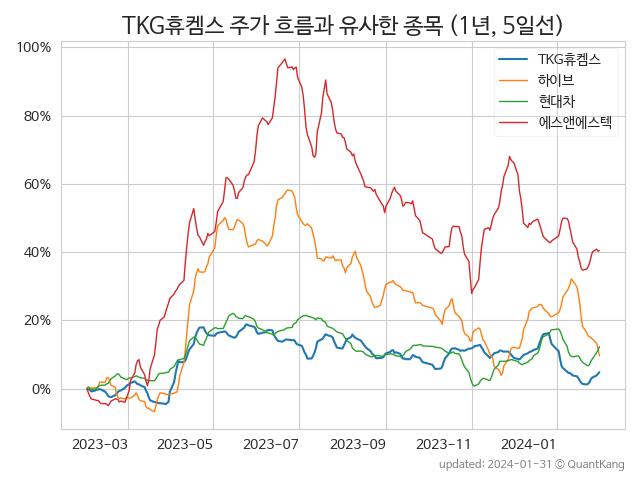 TKG휴켐스 주가 흐름과 유사한 종목 (1년, 5일선)
100%
80%
60%
40%
20%
0%
TKG휴켐스
하이브
현대차
에스앤에스텍
2023-03
2023-05
2023-07
2023-09
2023-11
2024-01
updated: 2024-01-31 © QuantKang